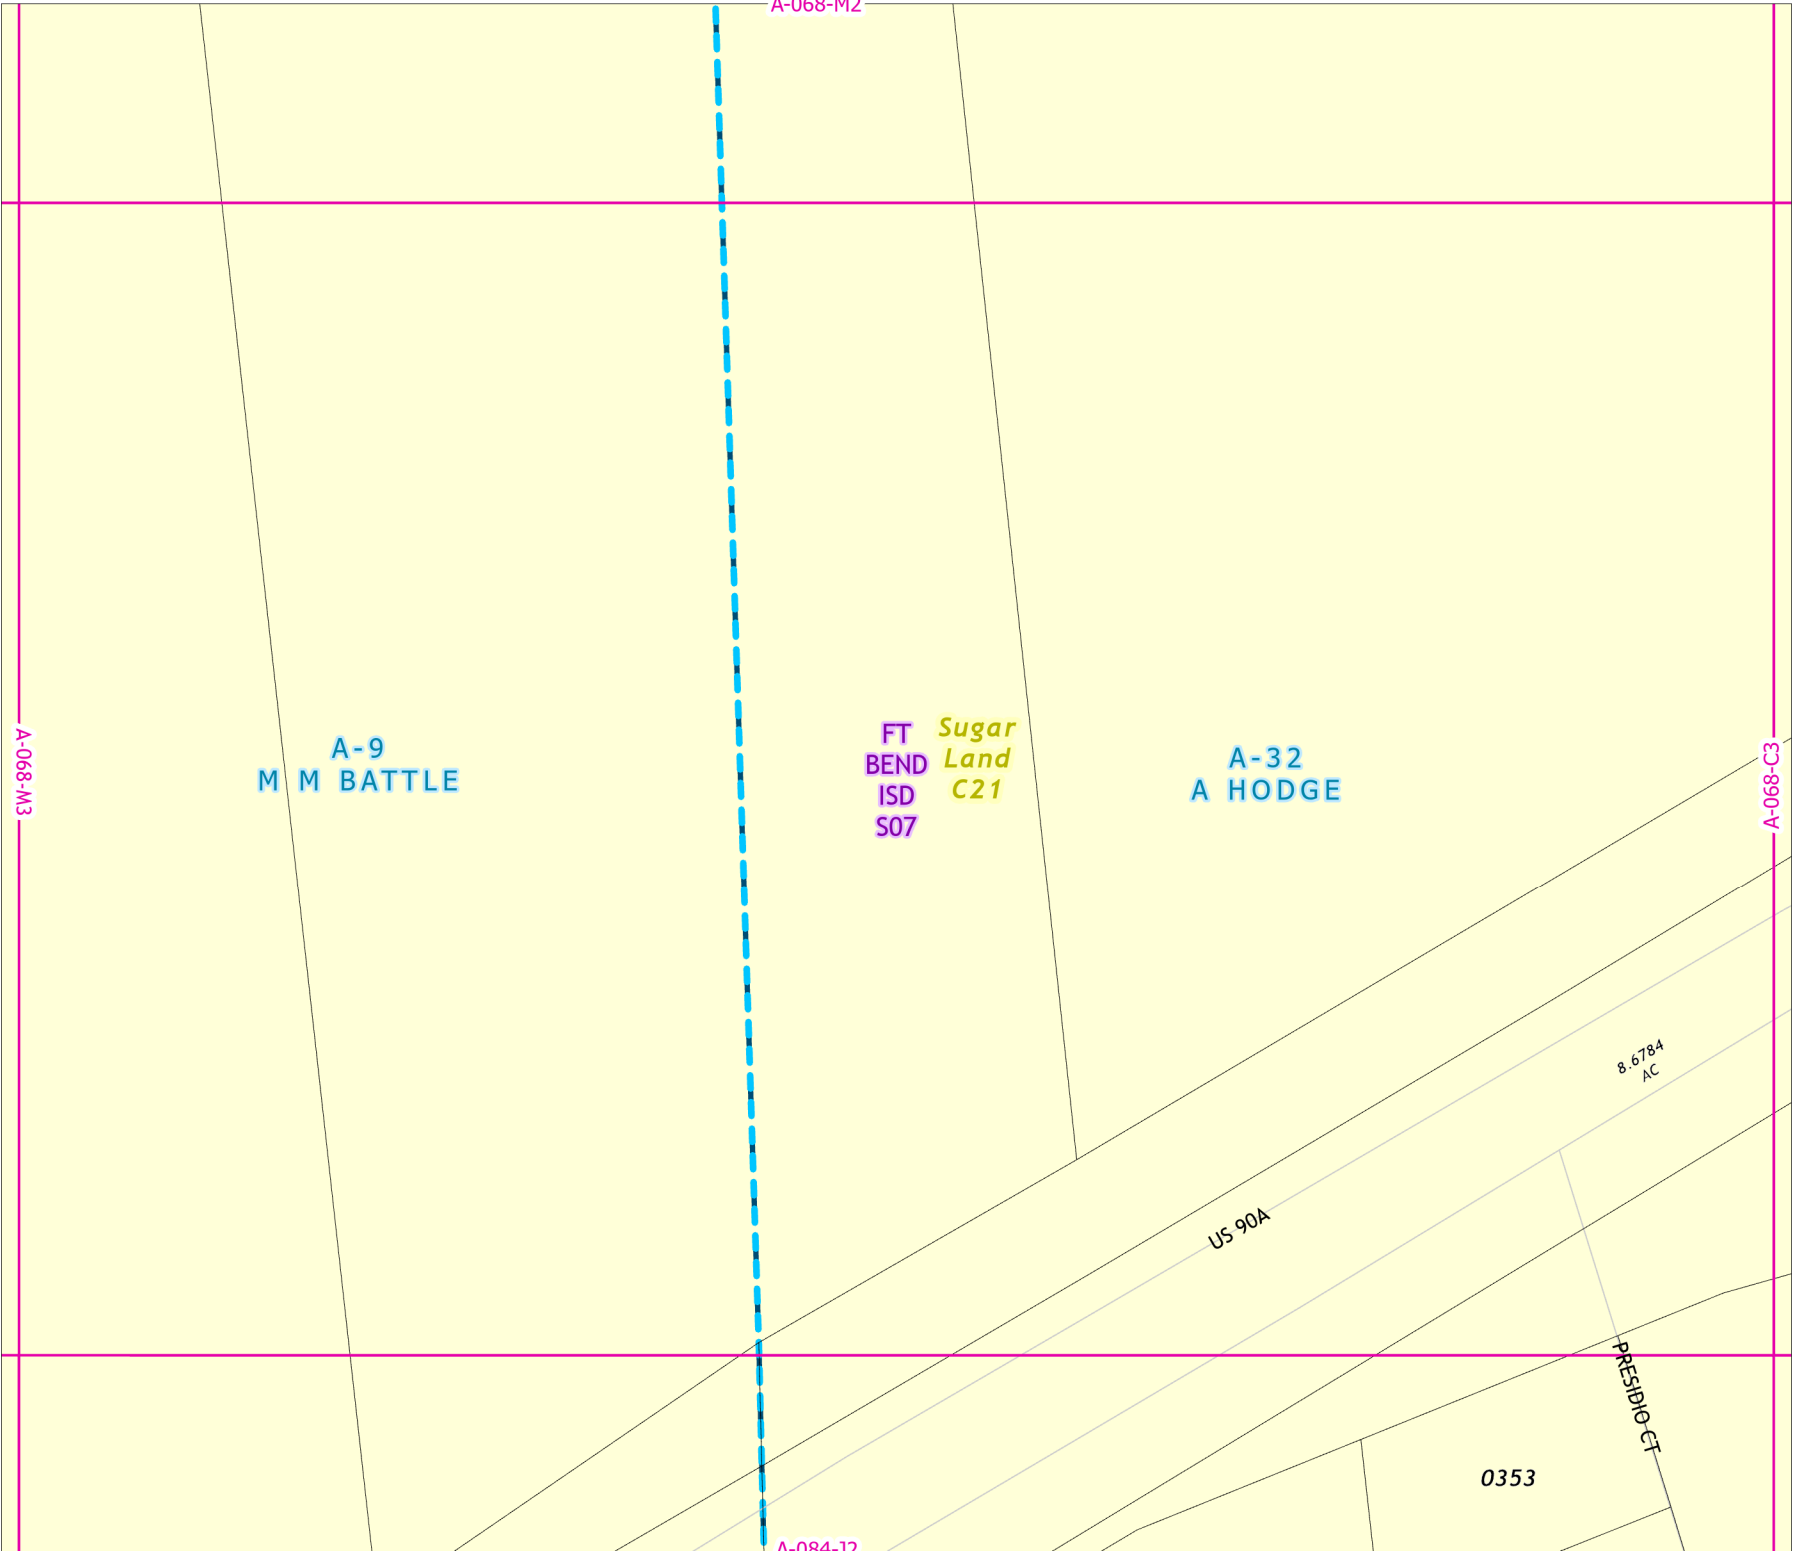 A-068-M2
A-068-M3
A-9
M M BATTLE
FT
BEND
ISD
S07
Sugar
Land
C21
A-32
A HODGE
A-068-C3
8.6784
AC
US 90A
PRESIDIO CT
0353
A-084-J2